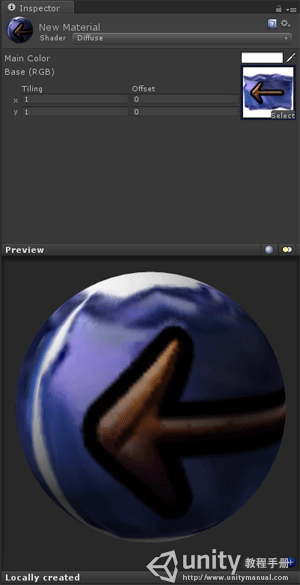 Inspector
New Material
Shader Diffuse
Main Color
Base (RGB)
Tiling Offset
x 1 0
y 1 0
Select
Preview
unity 教程手册
Locally created http://www.unitymanual.com